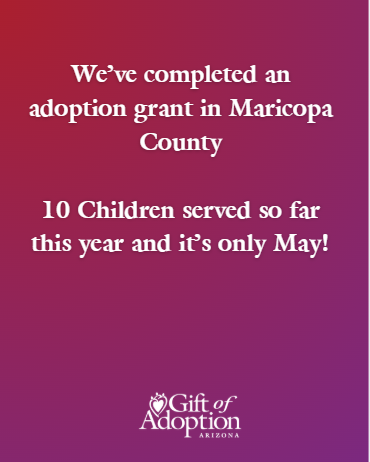 We’ve completed an
adoption grant in Maricopa
County
10 Children served so far
this year and it’s only May!
Gift of
Adoption
ARIZONA